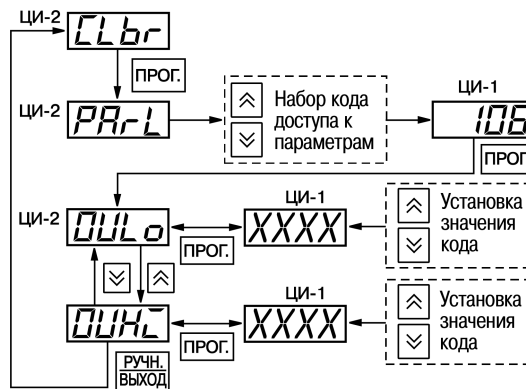 ЦИ-2
CLbr
ПРОГ.
ЦИ-2
PArL
Набор кода
доступа к
параметрам
ЦИ-1
106
ПРОГ
ЦИ-2
OULo
ПРОГ.
ЦИ-1
XXXX
Установка
значения
кода
OUHi
ПРОГ.
ЦИ-1
XXXX
Установка
значения
кода
РУЧН.
ВЫХОД